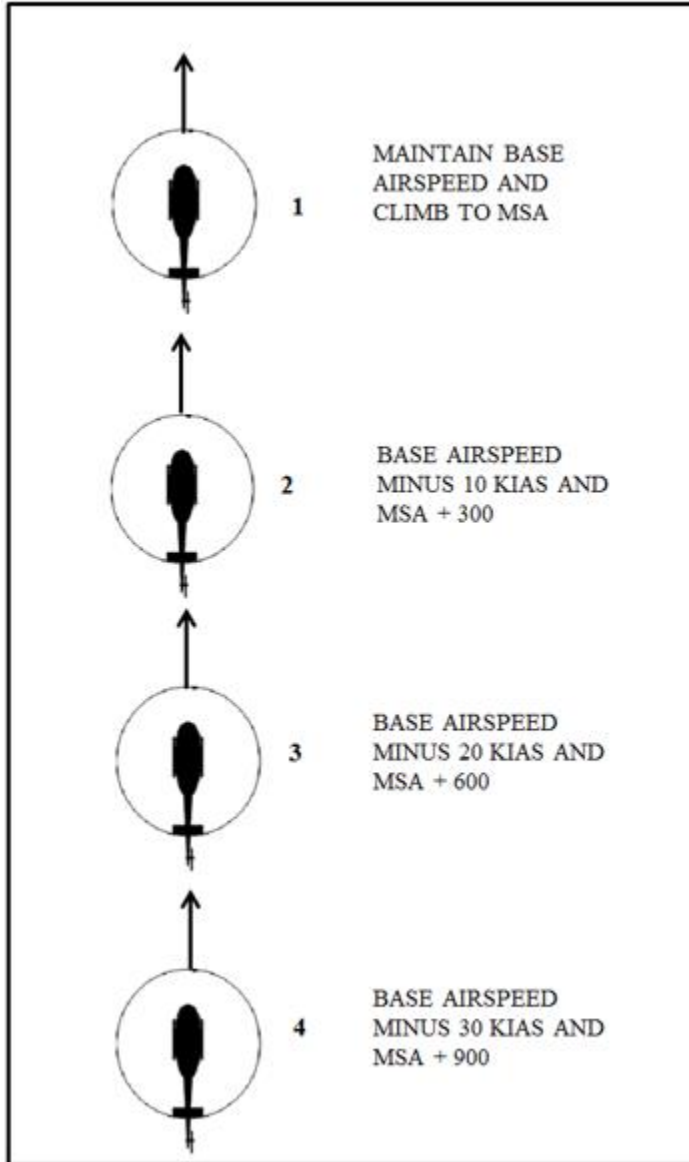 1
MAINTAIN BASE
AIRSPEED AND
CLIMB TO MSA
2
BASE AIRSPEED
MINUS 10 KIAS AND
MSA + 300
3
BASE AIRSPEED
MINUS 20 KIAS AND
MSA + 600
4
BASE AIRSPEED
MINUS 30 KIAS AND
MSA + 900